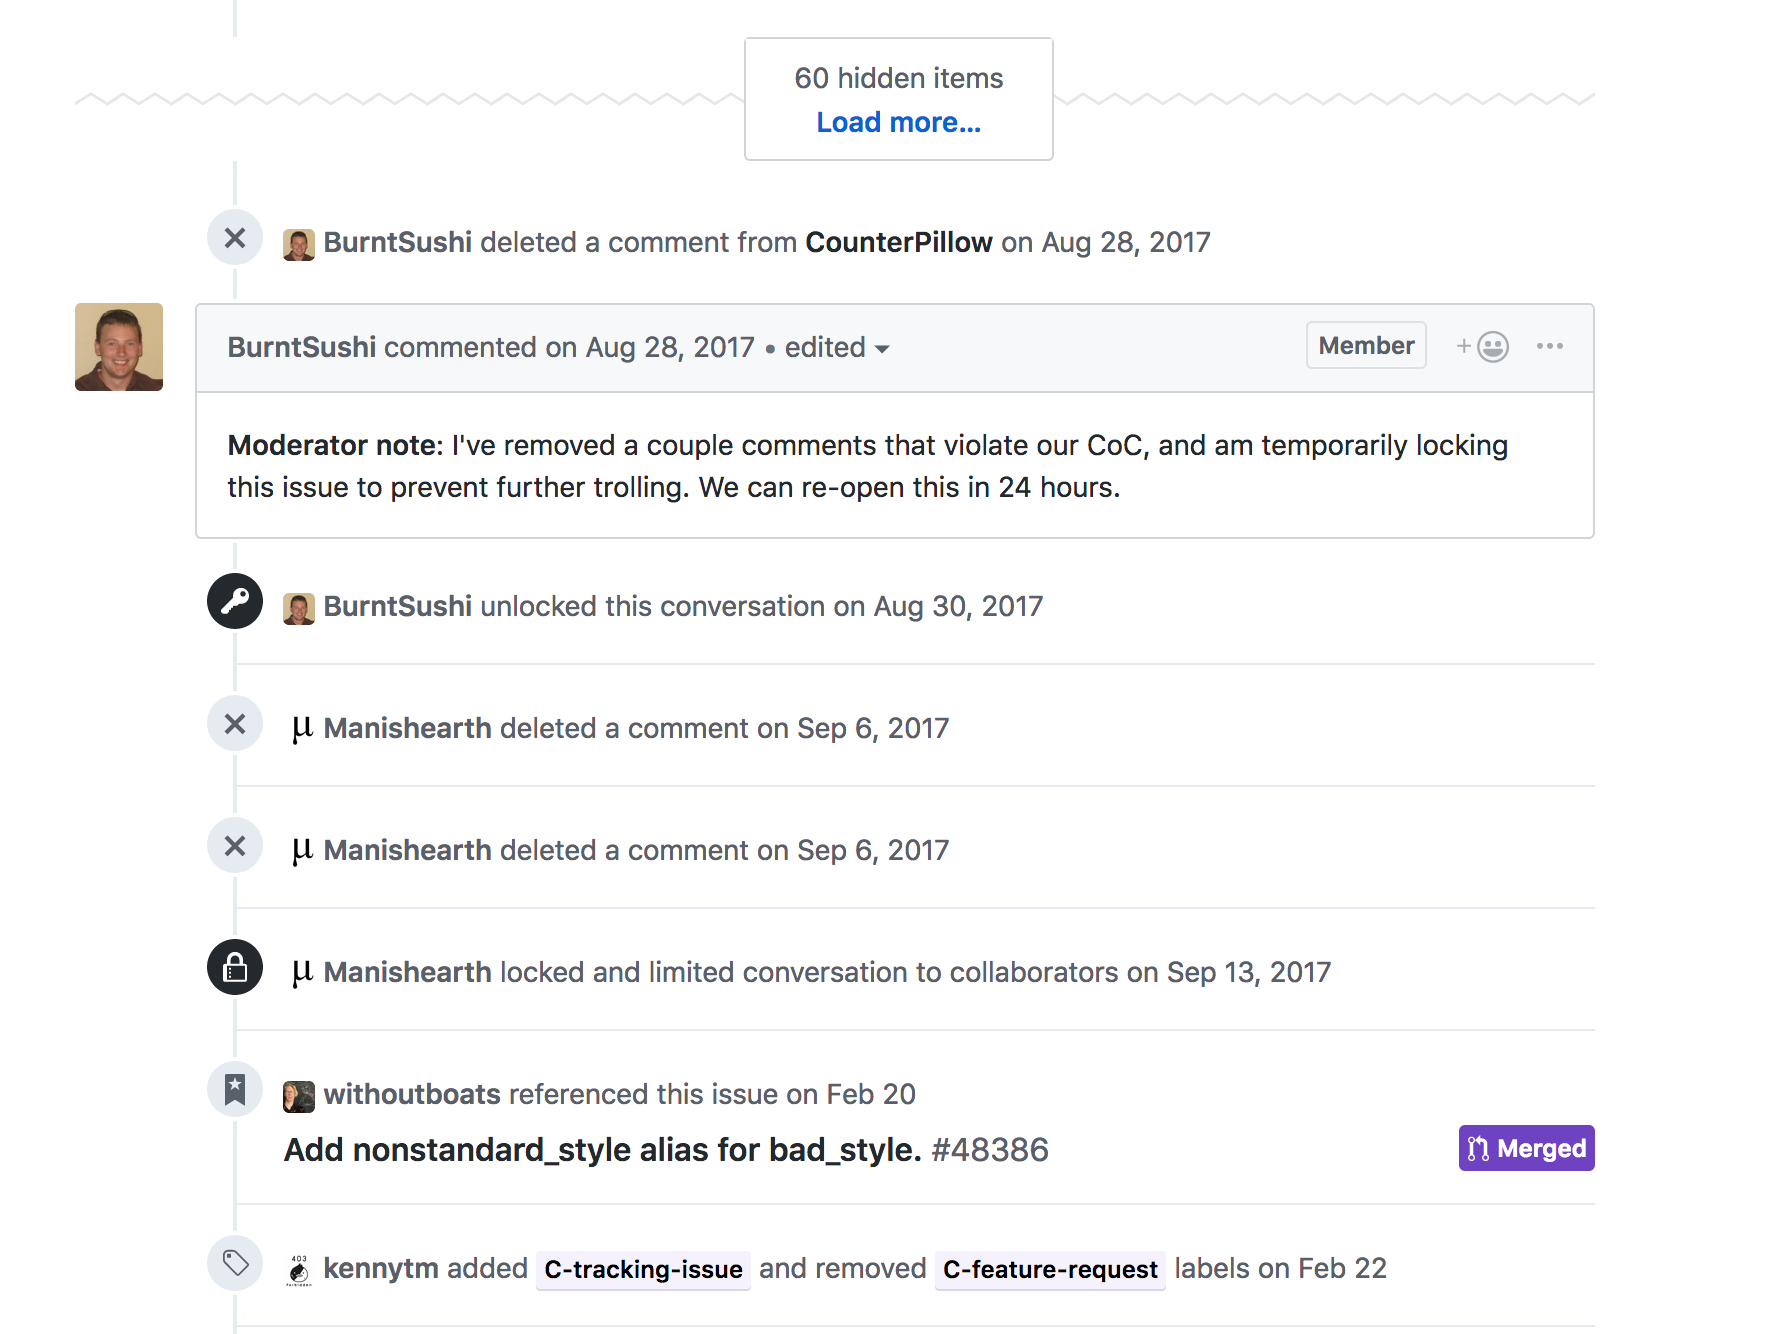 60 hidden items
Load more...
BurntSushi deleted a comment from CounterPillow on Aug 28, 2017
BurntSushi commented on Aug 28, 2017 • edited
Member
+
Moderator note: I've removed a couple comments that violate our CoC, and am temporarily locking
this issue to prevent further trolling. We can re-open this in 24 hours.
BurntSushi unlocked this conversation on Aug 30, 2017
µ Manishearth deleted a comment on Sep 6, 2017
µ Manishearth deleted a comment on Sep 6, 2017
µ Manishearth locked and limited conversation to collaborators on Sep 13, 2017
withoutboats referenced this issue on Feb 20
Add nonstandard_style alias for bad_style. #48386
Merged
403
Forbidden
kennytm added C-tracking-issue and removed C-feature-request labels on Feb 22